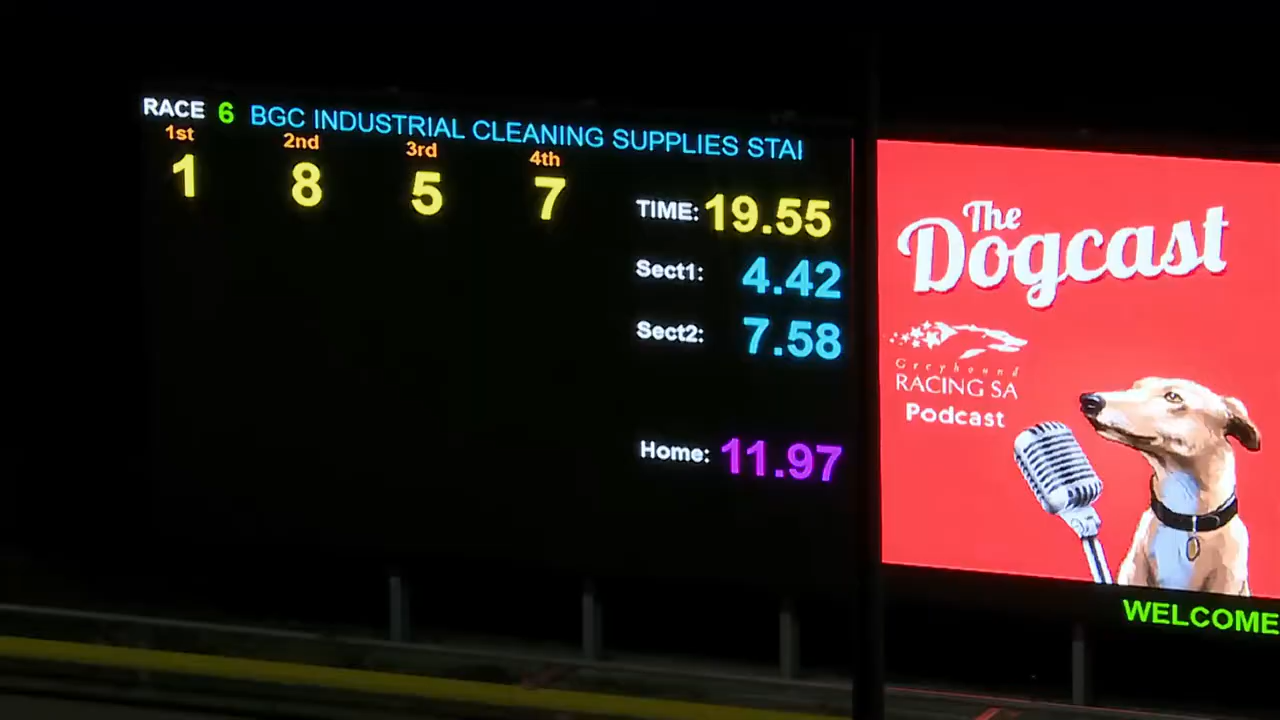 RACE 6 BGC INDUSTRIAL CLEANING SUPPLIES STAI
1st 2nd 3rd 4th
1 8 5 7
TIME: 19.55
Sect1: 4.42
Sect2: 7.58
Home: 11.97
The
Dogcast
Greyhound
RACING SA
Podcast
WELCOME